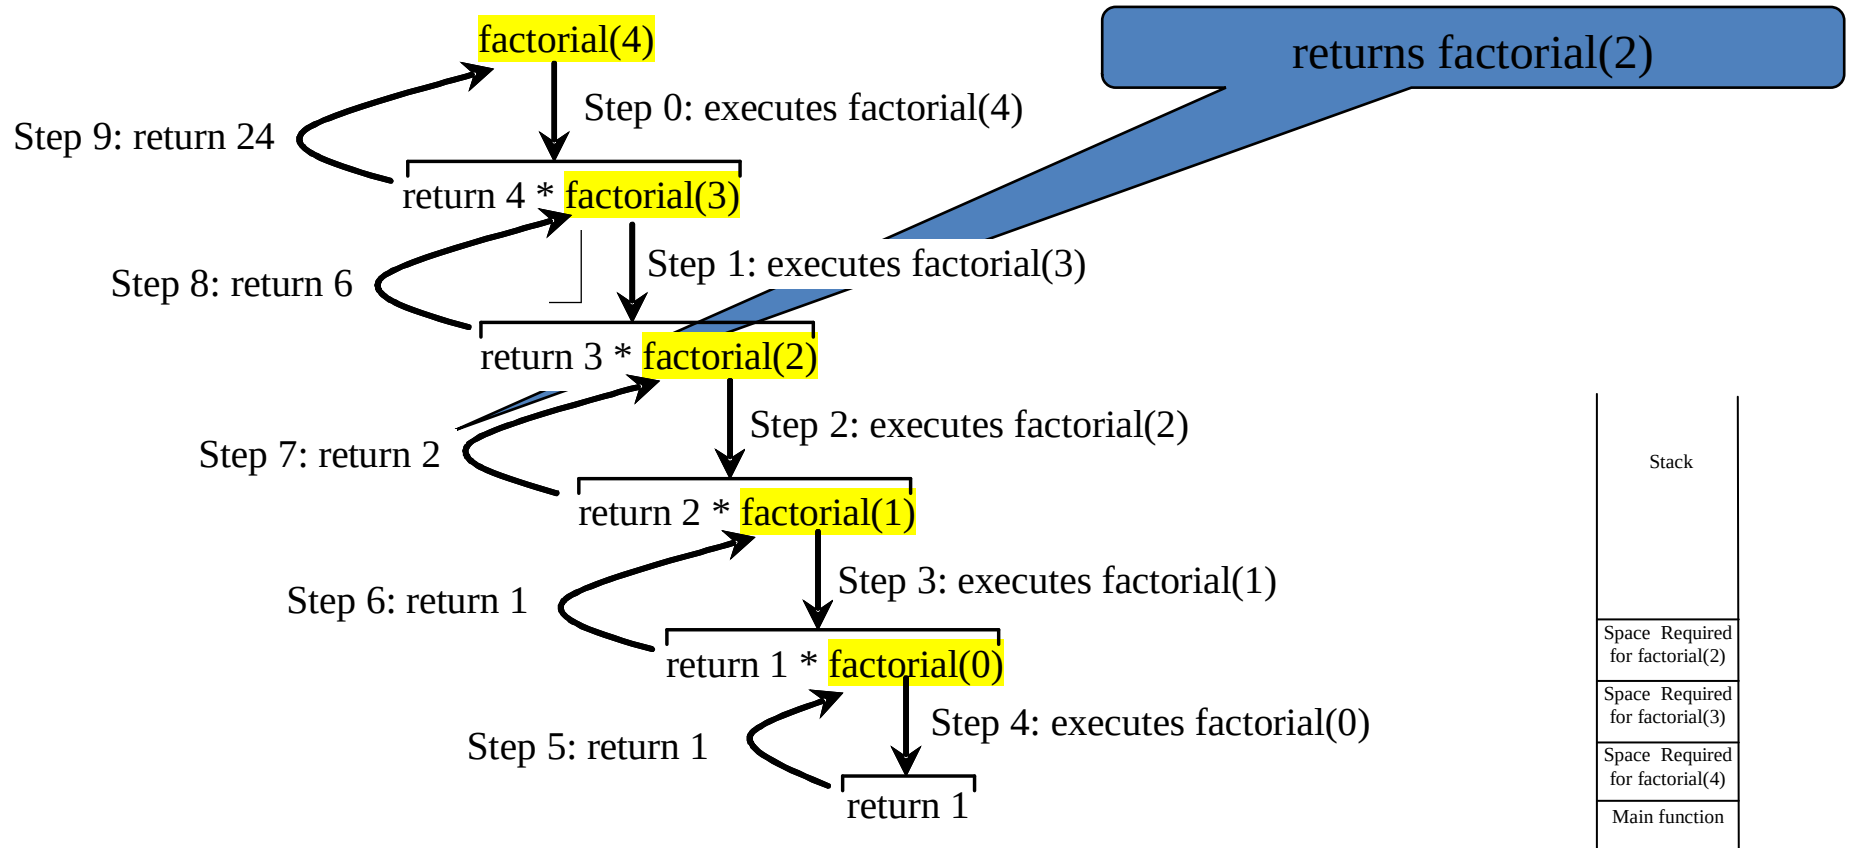 factorial(4)
returns factorial(2)
Step 0: executes factorial(4)
Step 9: return 24
return 4 * factorial(3)
Step 1: executes factorial(3)
Step 8: return 6
return 3 * factorial(2)
Step 2: executes factorial(2)
Step 7: return 2
return 2 * factorial(1)
Step 3: executes factorial(1)
Step 6: return 1
return 1 * factorial(0)
Step 4: executes factorial(0)
Step 5: return 1
return 1
Stack
Space Required
for factorial(2)
Space Required
for factorial(3)
Space Required
for factorial(4)
Main function